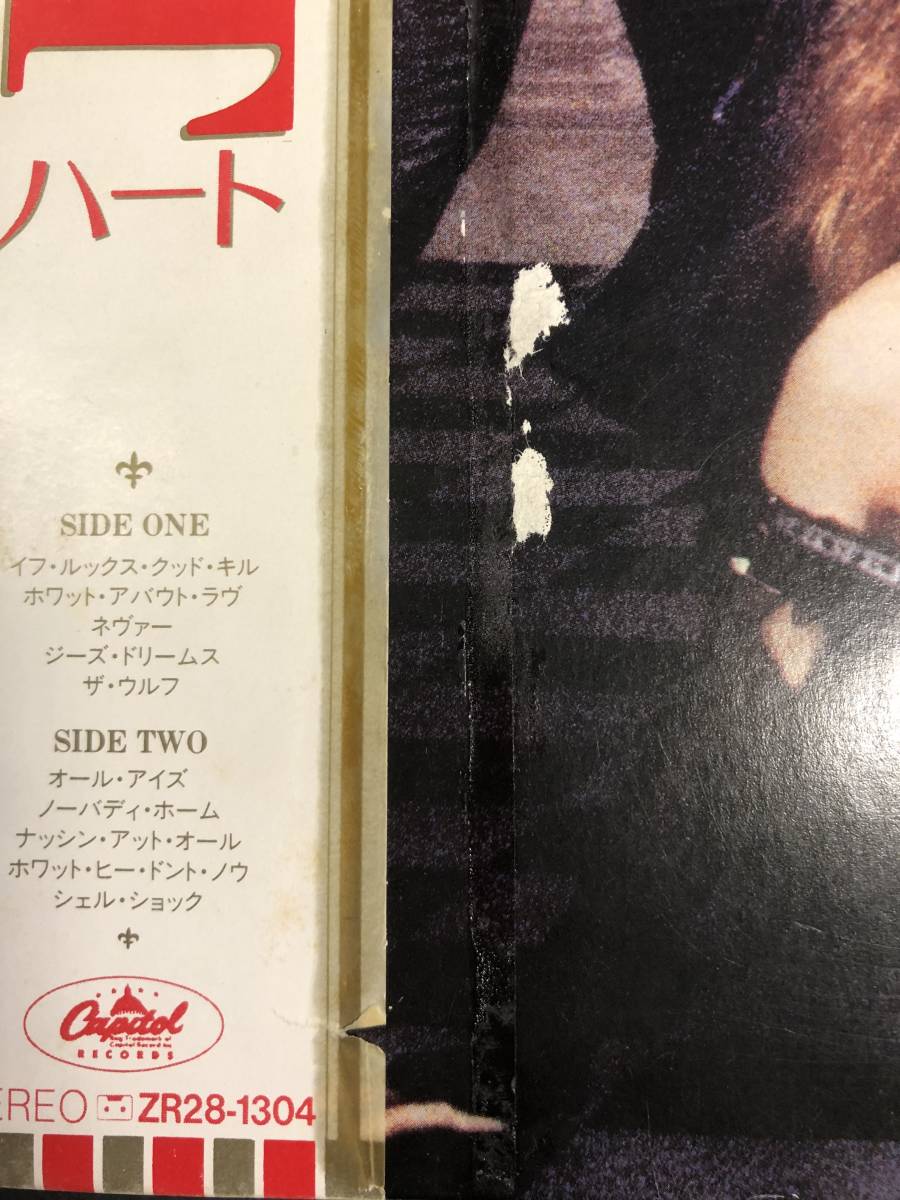 ハート
SIDE ONE
イフ・ルックス・クッド・キル
ホワット・アバウト・ラヴ
ネヴァー
ジーズ・ドリームス
ザ・ウルフ
SIDE TWO
オール・アイズ
ノーバディ・ホーム
ナッシン・アット・オール
ホワット・ヒー・ドント・ノウ
シェル・ショック
Capitol
RECORDS
EREO ZR28-1304